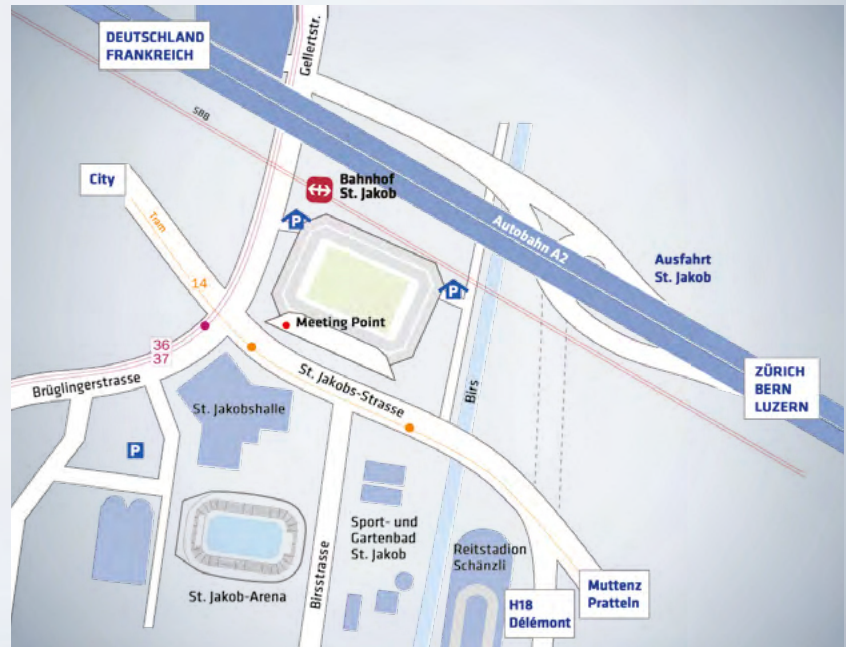 DEUTSCHLAND
FRANKREICH
Gellertstr.
SBB
City
Bahnhof
St. Jakob
P
Tram
Autobahn A2
Ausfahrt
St. Jakob
14
P
Meeting Point
36
37
Brüglingerstrasse
St. Jakobs-Strasse
Birs
ZÜRICH
BERN
LUZERN
St. Jakobshalle
P
Sport- und
Gartenbad
St. Jakob
Reitstadion
Schänzli
Birsstrasse
St. Jakob-Arena
Muttenz
Pratteln
H18
Délémont